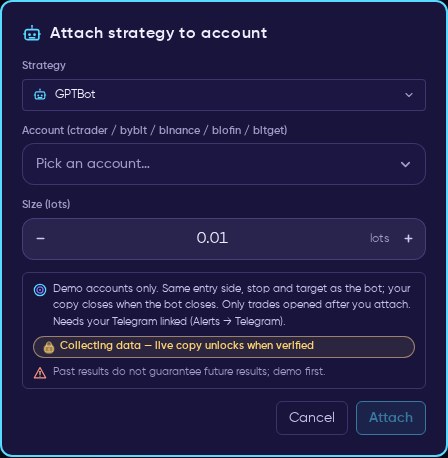 Attach strategy to account
Strategy
GPTBot
Account (ctrader / bybit / binance / blofin / bitget)
Pick an account...
Size (lots)
− 0.01 lots +
Demo accounts only. Same entry side, stop and target as the bot; your
copy closes when the bot closes. Only trades opened after you attach.
Needs your Telegram linked (Alerts → Telegram).
Collecting data — live copy unlocks when verified
Past results do not guarantee future results; demo first.
Cancel Attach